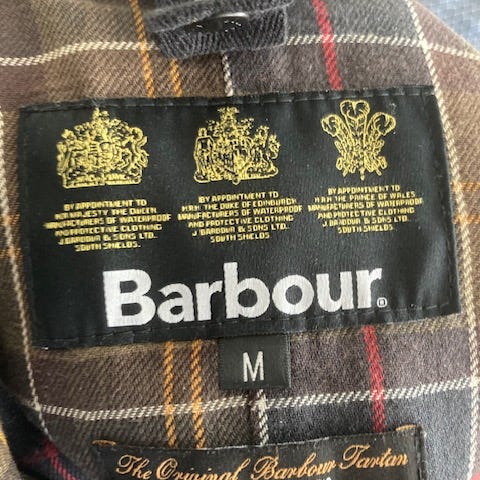 BY APPOINTMENT TO
H.R.H. MAJESTY THE QUEEN
MANUFACTURERS OF WATERPROOF
AND PROTECTIVE CLOTHING
J. BARBOUR & SONS LTD.
SOUTH SHIELDS.
BY APPOINTMENT TO
H.R.H. THE DUKE OF EDINBURGH
MANUFACTURERS OF WATERPROOF
AND PROTECTIVE CLOTHING
J. BARBOUR & SONS LTD.
SOUTH SHIELDS.
BY APPOINTMENT TO
H.R.H. THE PRINCE OF WALES
MANUFACTURERS OF WATERPROOF
AND PROTECTIVE CLOTHING
J. BARBOUR & SONS LTD.
SOUTH SHIELDS.
Barbour®
M
The Original Barbour Tartan